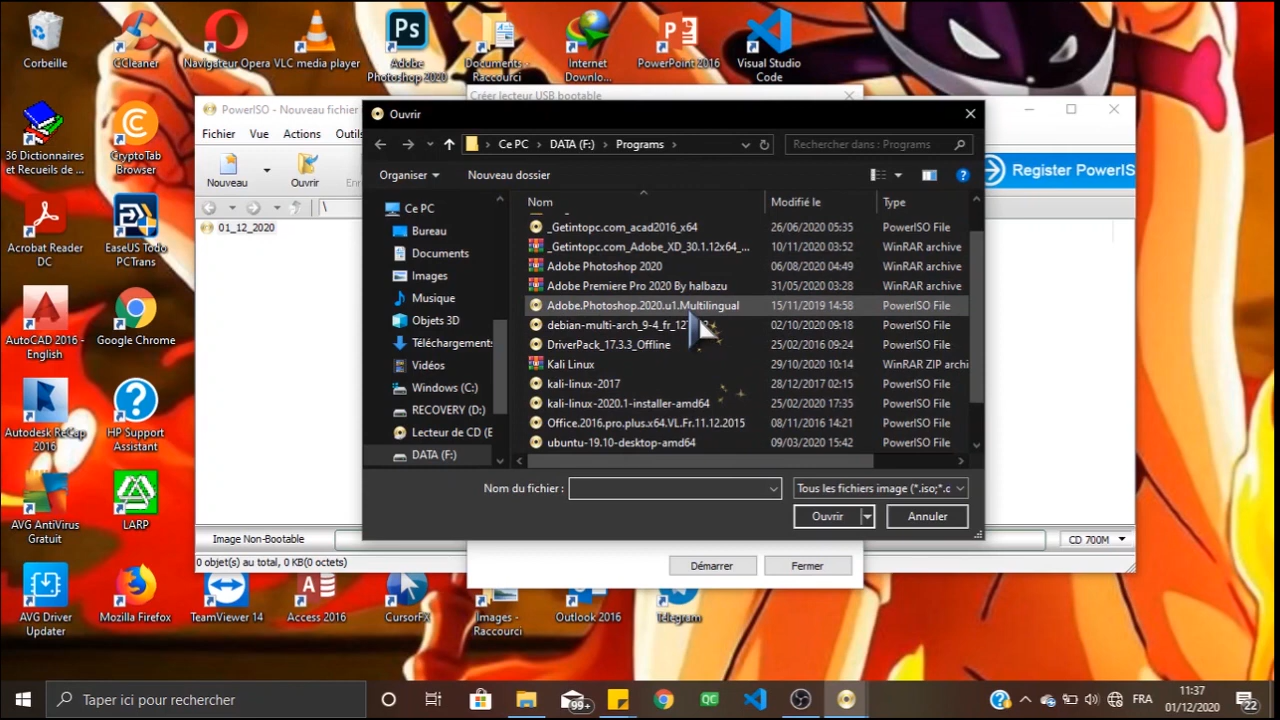 Corbeille
CCleaner
Navigateur Opera
VLC media player
Adobe
Photoshop 2020
Documents -
Raccourci
Internet
Downlo...
PowerPoint 2016
Visual Studio
Code
36 Dictionnaires
et Recueils de ...
CryptoTab
Browser
Acrobat Reader
DC
EaseUS Todo
PCTrans
AutoCAD 2016 -
English
Google Chrome
Autodesk ReCap
2016
HP Support
Assistant
AVG AntiVirus
Gratuit
LARP
AVG Driver
Updater
Mozilla Firefox
TeamViewer 14
Access 2016
CursorFX
Images -
Raccourci
Outlook 2016
Telegram
PowerISO - Nouveau fichier
Fichier Vue Actions Outils
Nouveau
Ouvrir
Register PowerIS
\
01_12_2020
Image Non-Bootable
CD 700M
0 objet(s) au total, 0 KB(0 octets)
Créer lecteur USB bootable
Démarrer
Fermer
Ouvrir
Ce PC > DATA (F:) > Programs >
Rechercher dans : Programs
Organiser
Nouveau dossier
Ce PC
Bureau
Documents
Images
Musique
Objets 3D
Téléchargements
Vidéos
Windows (C:)
RECOVERY (D:)
Lecteur de CD (E
DATA (F:)
Nom Modifié le Type
_Getintopc.com_acad2016_x64 26/06/2020 05:35 PowerISO File
_Getintopc.com_Adobe_XD_30.1.12x64_... 10/11/2020 03:52 WinRAR archive
Adobe Photoshop 2020 06/08/2020 04:49 WinRAR archive
Adobe Premiere Pro 2020 By halbazu 31/05/2020 03:28 WinRAR archive
Adobe.Photoshop.2020.u1.Multilingual 15/11/2019 14:58 PowerISO File
debian-multi-arch_9-4_fr_12 02/10/2020 09:18 PowerISO File
DriverPack_17.3.3_Offline 25/02/2016 09:24 PowerISO File
Kali Linux 29/10/2020 10:14 WinRAR ZIP archi
kali-linux-2017 28/12/2017 02:15 PowerISO File
kali-linux-2020.1-installer-amd64 25/02/2020 17:35 PowerISO File
Office.2016.pro.plus.x64.VL.Fr.11.12.2015 08/11/2016 14:21 PowerISO File
ubuntu-19.10-desktop-amd64 09/03/2020 15:42 PowerISO File
Nom du fichier :
Tous les fichiers image (*.iso;*.c
Ouvrir
Annuler
Taper ici pour rechercher
99+
QC
FRA
11:37
01/12/2020
22